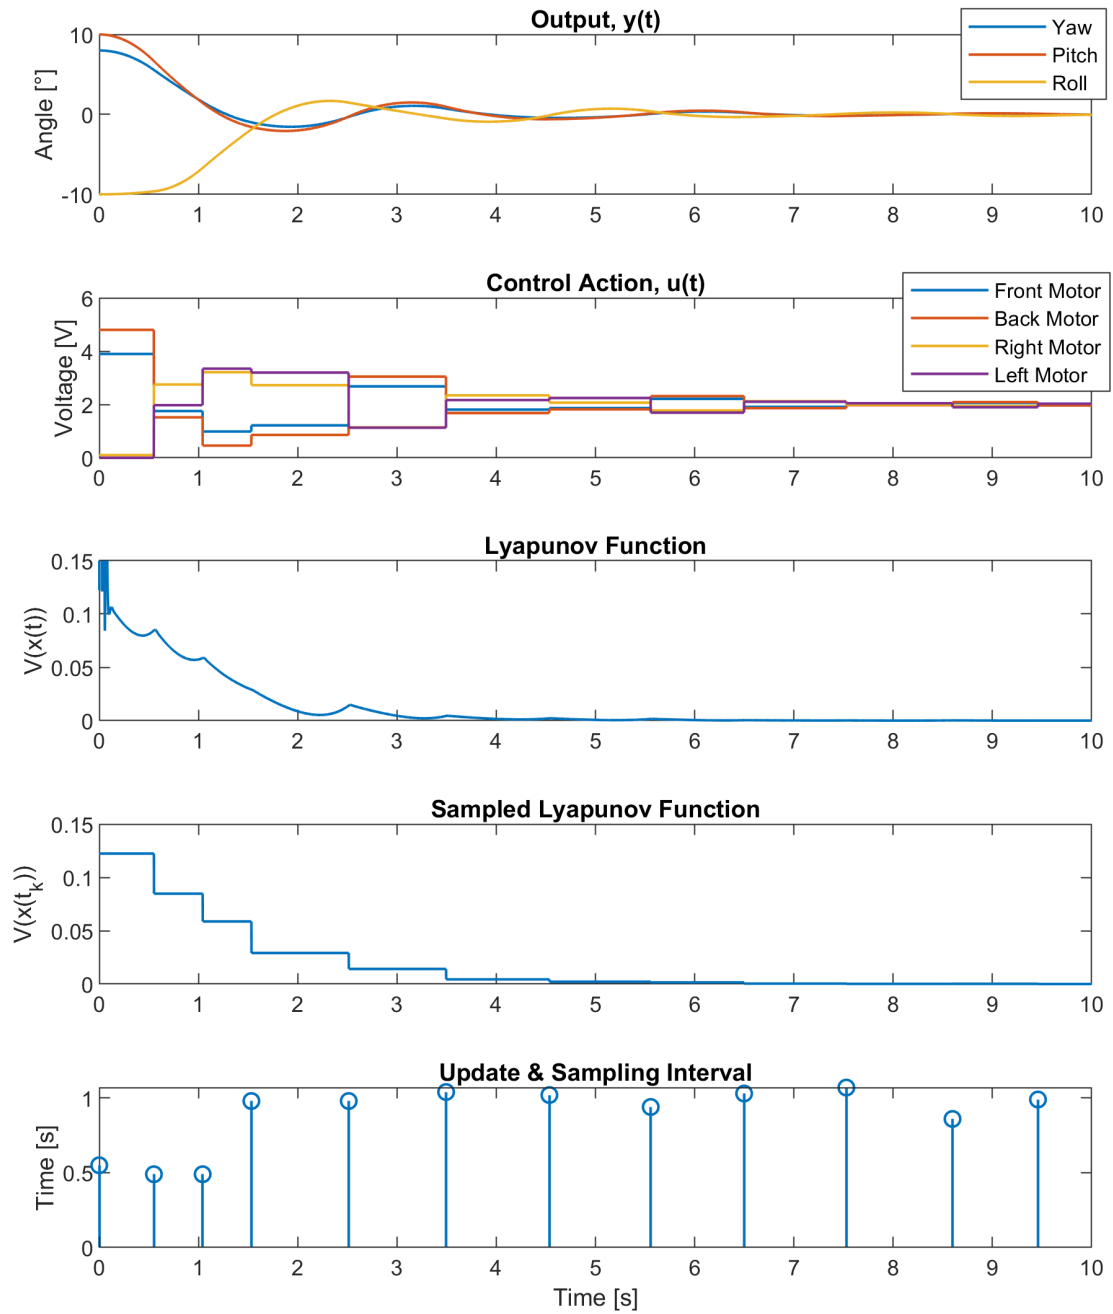 Output, y(t)
Yaw
Pitch
Roll
Angle [°]
10
0
-10
0 1 2 3 4 5 6 7 8 9 10
Control Action, u(t)
Front Motor
Back Motor
Right Motor
Left Motor
Voltage [V]
6
4
2
0
0 1 2 3 4 5 6 7 8 9 10
Lyapunov Function
V(x(t))
0.15
0.1
0.05
0
0 1 2 3 4 5 6 7 8 9 10
Sampled Lyapunov Function
V(x(t_k))
0.15
0.1
0.05
0
0 1 2 3 4 5 6 7 8 9 10
Update & Sampling Interval
Time [s]
1
0.5
0
0 1 2 3 4 5 6 7 8 9 10
Time [s]